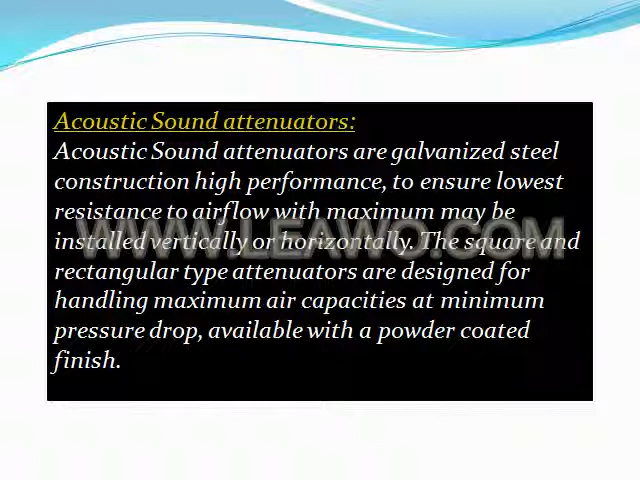 Acoustic Sound attenuators:
Acoustic Sound attenuators are galvanized steel
construction high performance, to ensure lowest
resistance to airflow with maximum may be
installed vertically or horizontally. The square and
rectangular type attenuators are designed for
handling maximum air capacities at minimum
pressure drop, available with a powder coated
finish.
WWW.LEAWO.COM